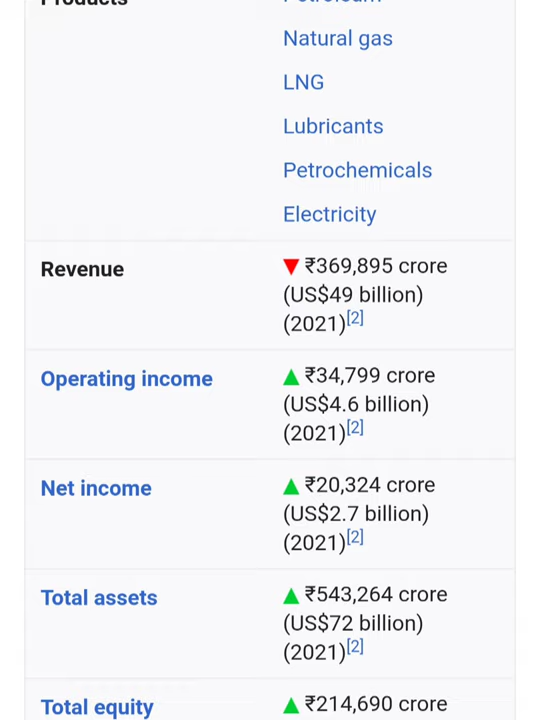 Products
Petroleum
Natural gas
LNG
Lubricants
Petrochemicals
Electricity
Revenue
▼ ₹369,895 crore
(US$49 billion)
(2021)[2]
Operating income
▲ ₹34,799 crore
(US$4.6 billion)
(2021)[2]
Net income
▲ ₹20,324 crore
(US$2.7 billion)
(2021)[2]
Total assets
▲ ₹543,264 crore
(US$72 billion)
(2021)[2]
Total equity
▲ ₹214,690 crore